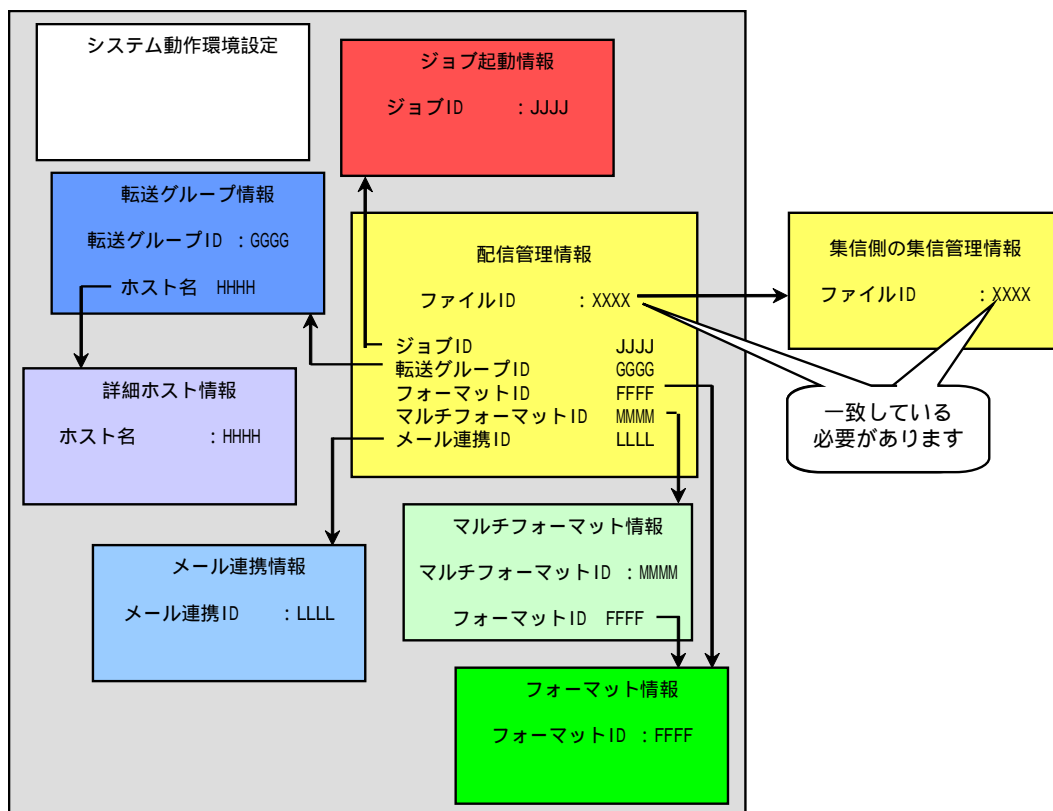 システム動作環境設定
ジョブ起動情報
ジョブID : JJJJ
転送グループ情報
転送グループID : GGGG
ホスト名 HHHH
配信管理情報
ファイルID : XXXX
ジョブID JJJJ
転送グループID GGGG
フォーマットID FFFF
マルチフォーマットID MMMM
メール連携ID LLLL
集信側の集信管理情報
ファイルID : XXXX
一致している
必要があります
詳細ホスト情報
ホスト名 : HHHH
メール連携情報
メール連携ID : LLLL
マルチフォーマット情報
マルチフォーマットID : MMMM
フォーマットID FFFF
フォーマット情報
フォーマットID : FFFF